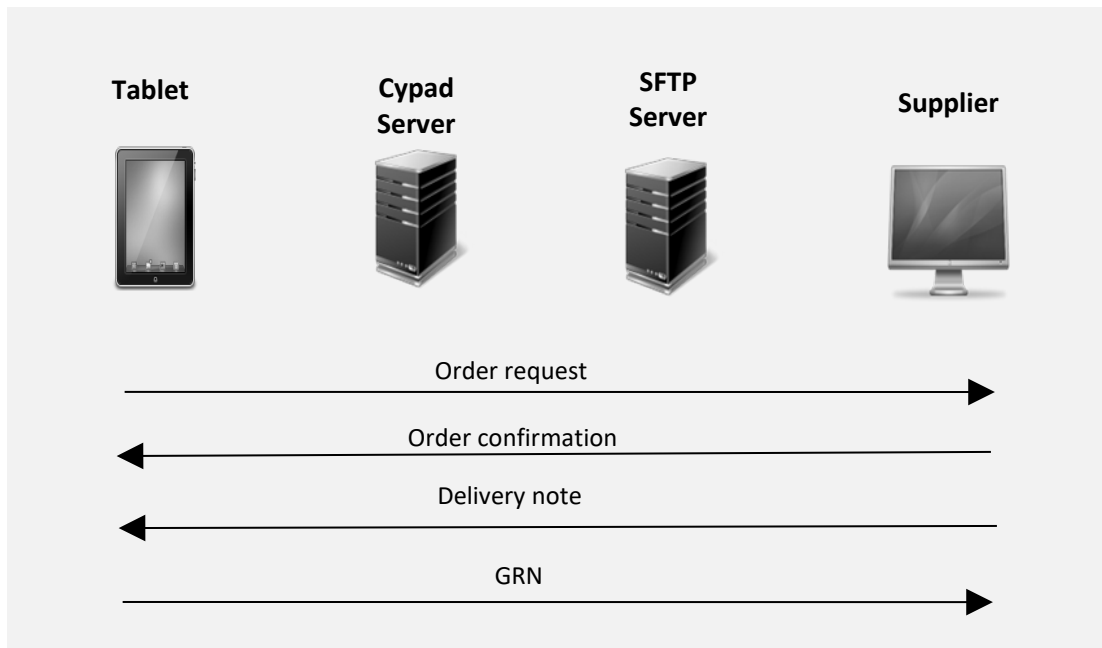 Tablet
Cypad
Server
SFTP
Server
Supplier
Order request
Order confirmation
Delivery note
GRN